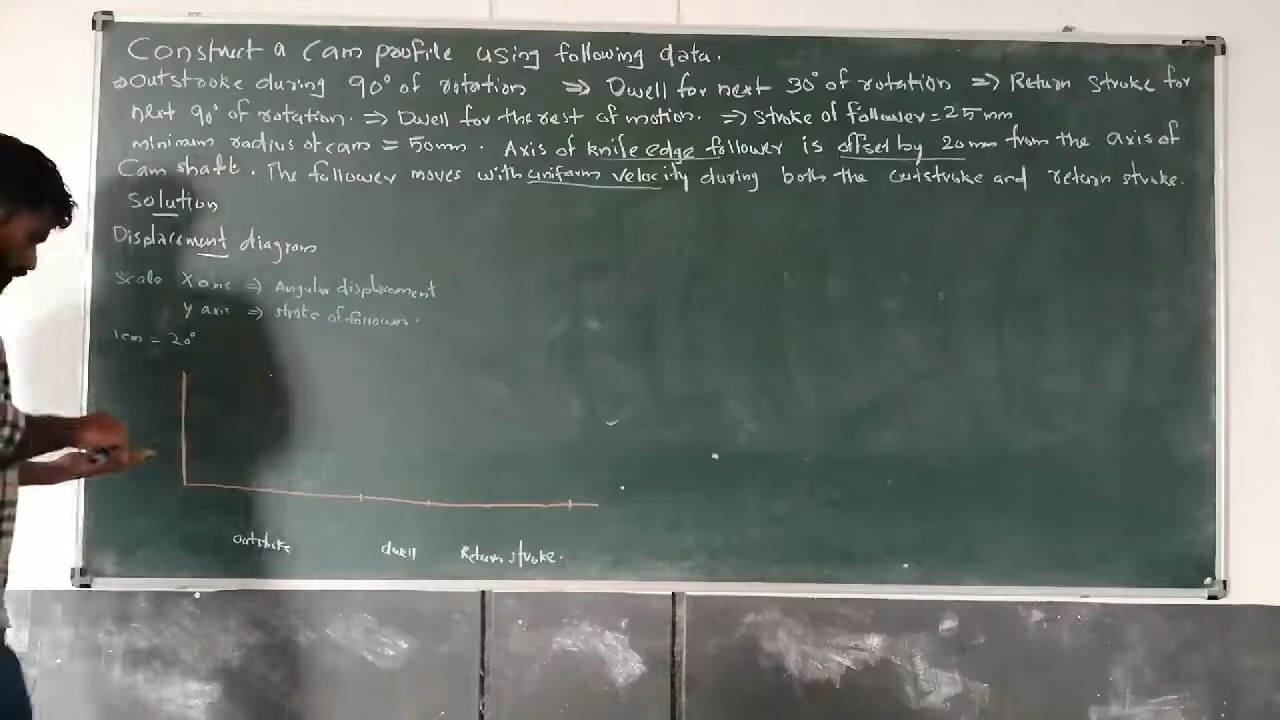 Construct a Cam profile using following data.
→ Outstroke during 90° of rotation ⇒ Dwell for next 30° of rotation ⇒ Return stroke for
next 90° of rotation. ⇒ Dwell for the rest of motion. ⇒ Stroke of follower = 25mm
minimum radius of cam = 50mm. Axis of knife edge follower is offset by 20mm from the axis of
Cam shaft. The follower moves with uniform velocity during both the outstroke and return stroke.
Solution
Displacement diagram
Scale X axis ⇒ Angular displacement
Y axis ⇒ stroke of follower.
1cm = 20°
outstroke dwell Return stroke.